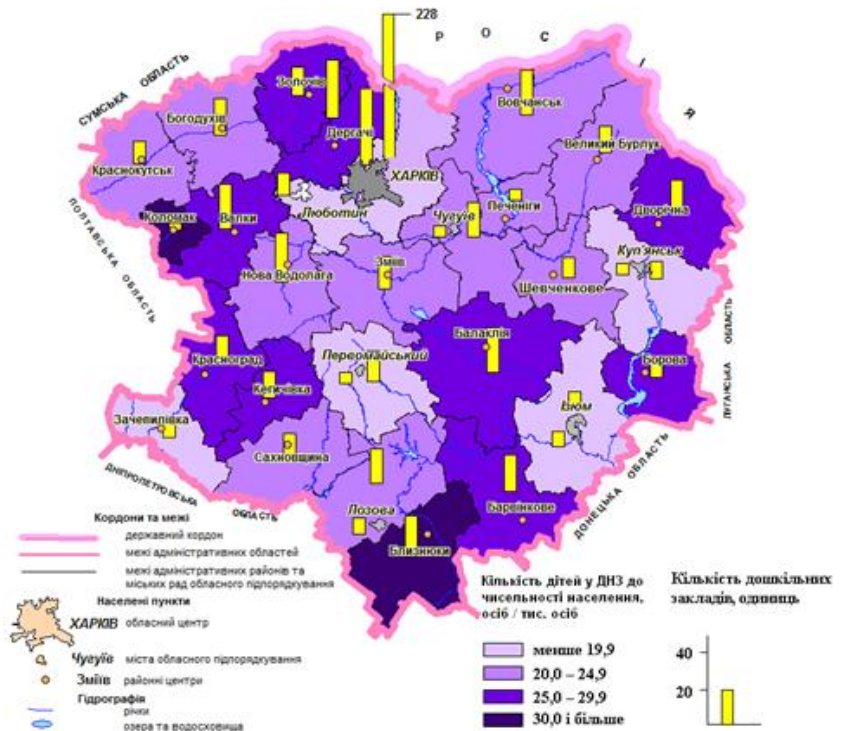 228
Р О С І Я
СУМСЬКА ОБЛАСТЬ
Золочів
Вовчанськ
Богодухів
Дергачі
Великий Бурлук
Краснокутськ
ХАРКІВ
Люботин
Чугуїв
Печеніги
Дворічна
ПОЛТАВСЬКА ОБЛАСТЬ
Коломак
Валки
Куп'янськ
Нова Водолага
Зміїв
Шевченкове
Балаклія
ЛУГАНСЬКА ОБЛАСТЬ
Красноград
Первомайський
Борова
Кегичівка
Ізюм
Зачепилівка
Сахновщина
ДОНЕЦЬКА ОБЛАСТЬ
ДНІПРОПЕТРОВСЬКА ОБЛАСТЬ
Лозова
Барвінкове
Близнюки
Кордони та межі
державний кордон
межі адміністративних областей
межі адміністративних районів та
міських рад обласного підпорядкування
Населені пункти
ХАРКІВ обласний центр
Чугуїв міста обласного підпорядкування
Зміїв районні центри
Гідрографія
річки
озера та водосховища
Кількість дітей у ДНЗ до
чисельності населення,
осіб / тис. осіб
менше 19,9
20,0 – 24,9
25,0 – 29,9
30,0 і більше
Кількість дошкільних
закладів, одиниць
40
20